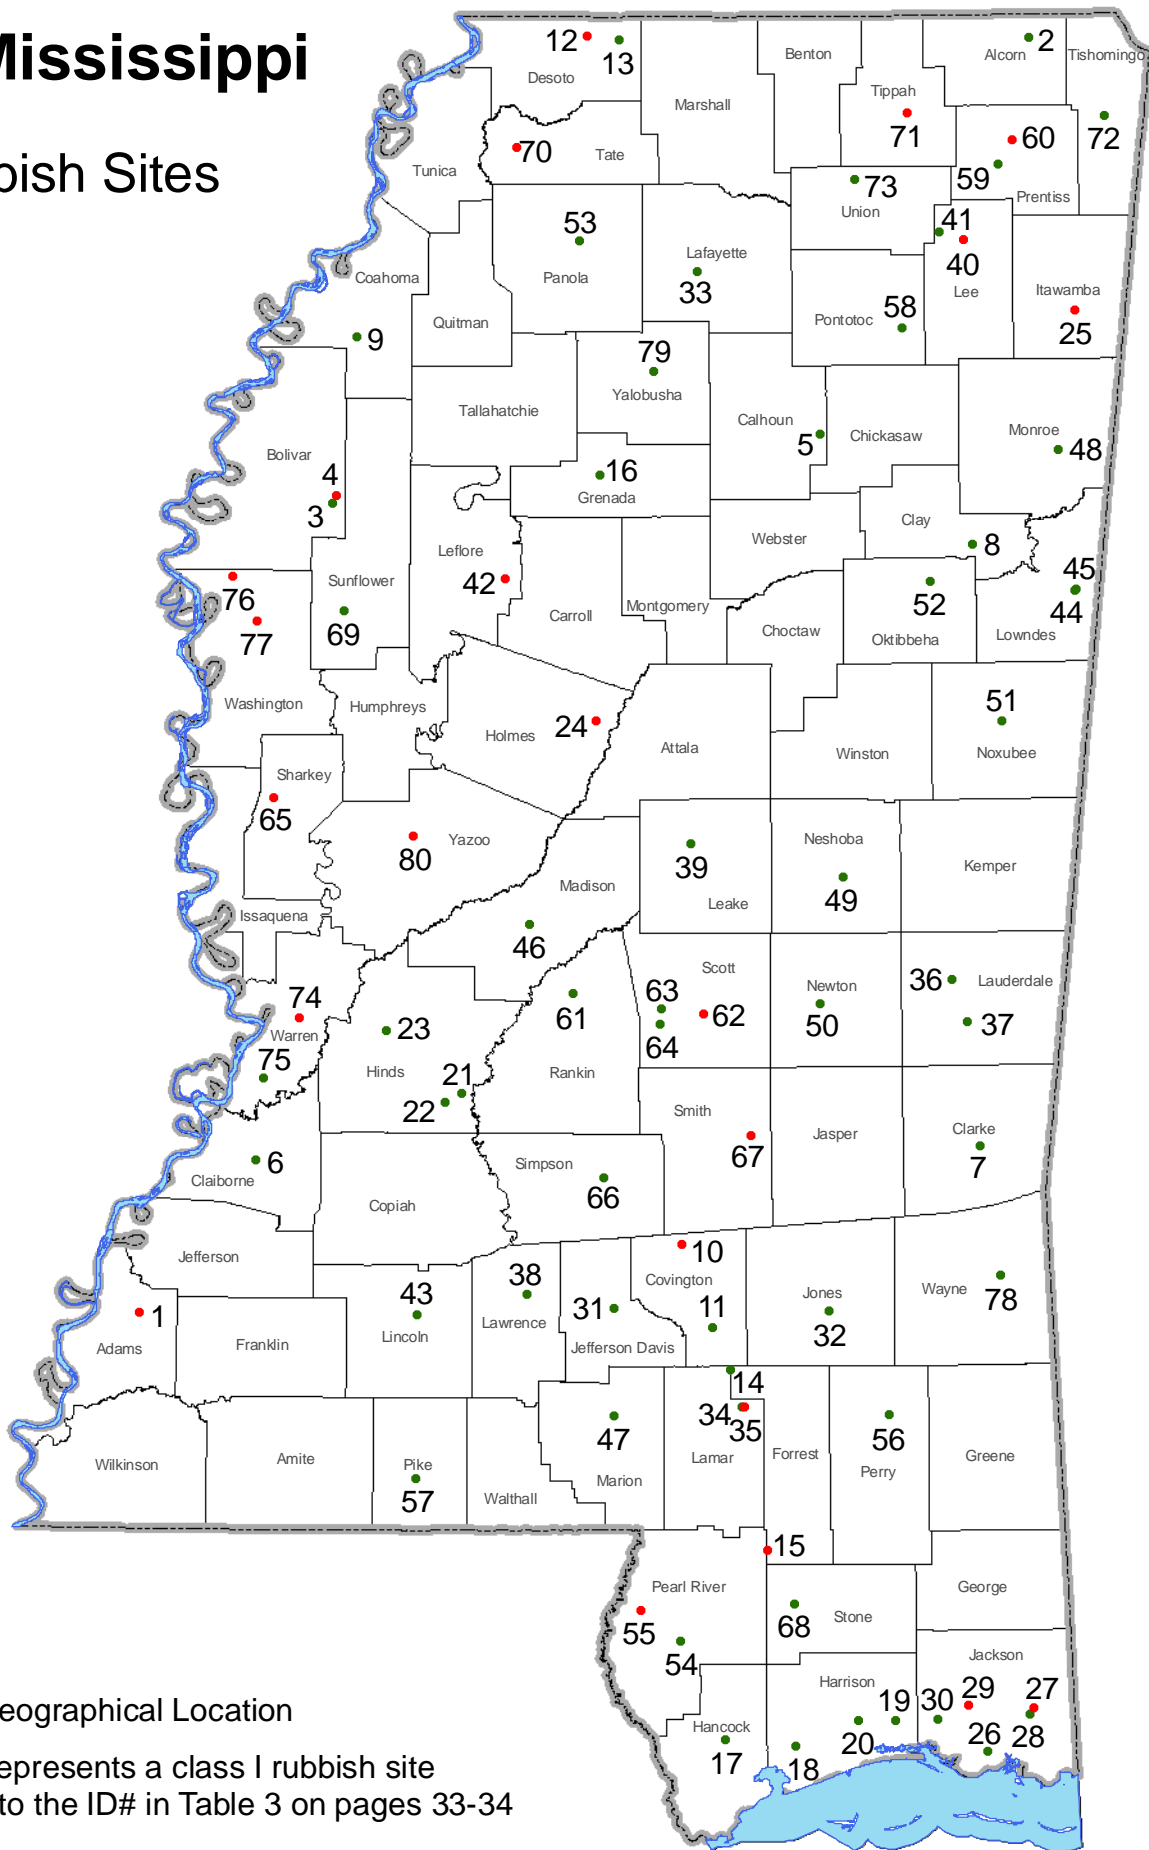 Mississippi
bish Sites
12
13
Desoto
Benton
Alcorn
2
Tishomingo
Marshall
Tippah
71
60
72
70
Tate
Tunica
59
Prentiss
73
Union
53
41
40
Lee
Lafayette
33
Panola
Coahoma
Itawamba
25
58
Pontotoc
Quitman
9
79
Yalobusha
Tallahatchie
Calhoun
5
Chickasaw
Monroe
48
Bolivar
4
3
16
Grenada
Clay
8
Webster
Leflore
42
Sunflower
69
76
77
45
44
52
Oktibbeha
Lowndes
Montgomery
Carroll
Choctaw
Washington
Humphreys
Holmes
24
Attala
51
Noxubee
Winston
Sharkey
65
80
Yazoo
39
Leake
Neshoba
49
Kemper
Madison
46
Issaquena
Scott
63
62
64
Newton
50
36
Lauderdale
37
74
Warren
75
23
61
Rankin
Hinds
21
22
Smith
67
Jasper
Clarke
7
6
Claiborne
Simpson
66
Copiah
Jefferson
10
Covington
11
38
Lawrence
31
Jefferson Davis
Jones
32
Wayne
78
43
Lincoln
1
Adams
Franklin
14
34
35
Lamar
47
Marion
Forrest
56
Perry
Greene
Wilkinson
Amite
Pike
57
Walthall
15
Pearl River
55
54
68
Stone
George
Jackson
Harrison
19
30
29
27
28
26
20
18
Hancock
17
eographical Location
epresents a class I rubbish site
to the ID# in Table 3 on pages 33-34